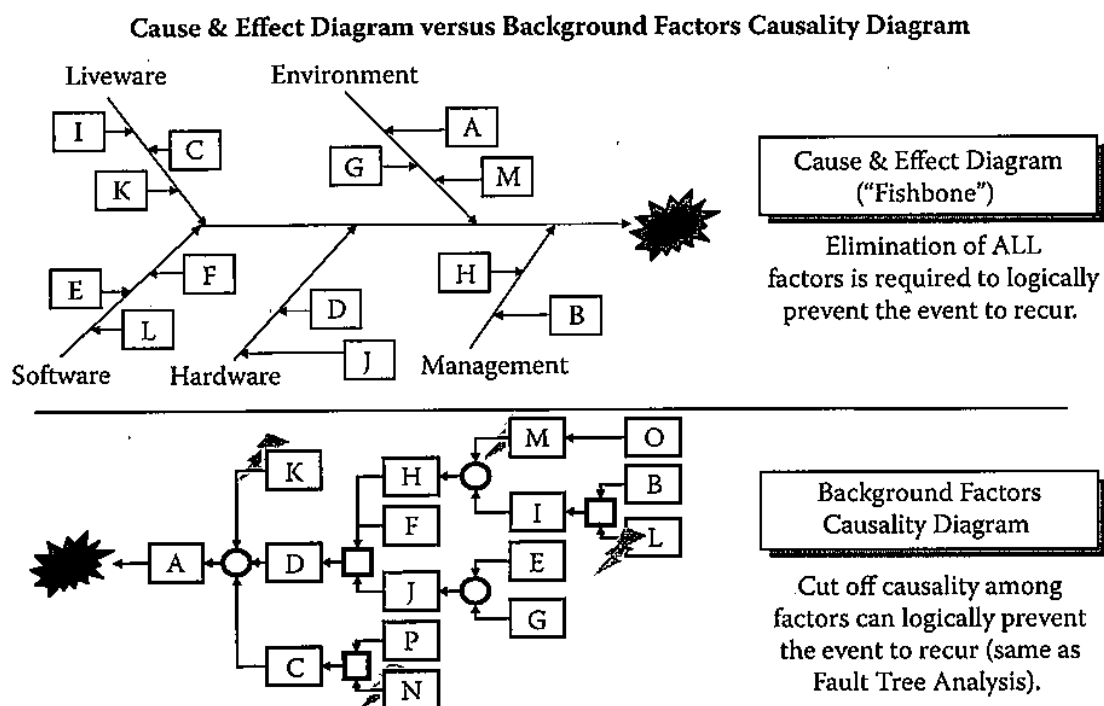 Cause & Effect Diagram versus Background Factors Causality Diagram
Liveware
Environment
I
C
K
A
G
M
E
F
L
D
J
H
B
Software
Hardware
Management
Cause & Effect Diagram
("Fishbone")
Elimination of ALL
factors is required to logically
prevent the event to recur.
K
M
O
H
I
B
F
L
A
D
J
E
G
C
P
N
Background Factors
Causality Diagram
Cut off causality among
factors can logically prevent
the event to recur (same as
Fault Tree Analysis).